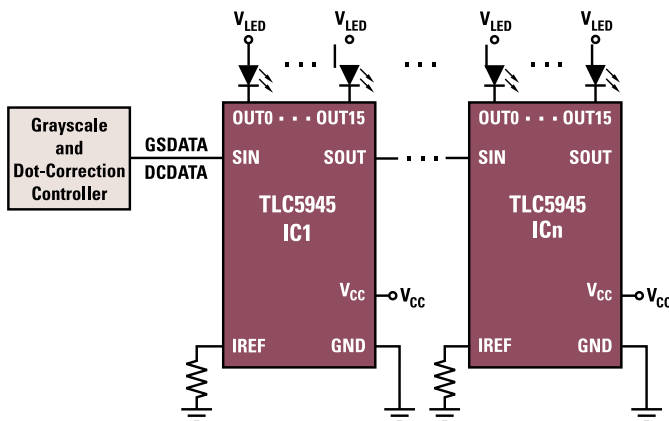 VLED VLED VLED VLED
OUT0 · · · OUT15 OUT0 · · · OUT15
Grayscale
and
Dot-Correction
Controller
GSDATA
DCDATA
SIN SOUT SIN SOUT
TLC5945
IC1
TLC5945
ICn
VCC VCC VCC VCC
IREF GND IREF GND